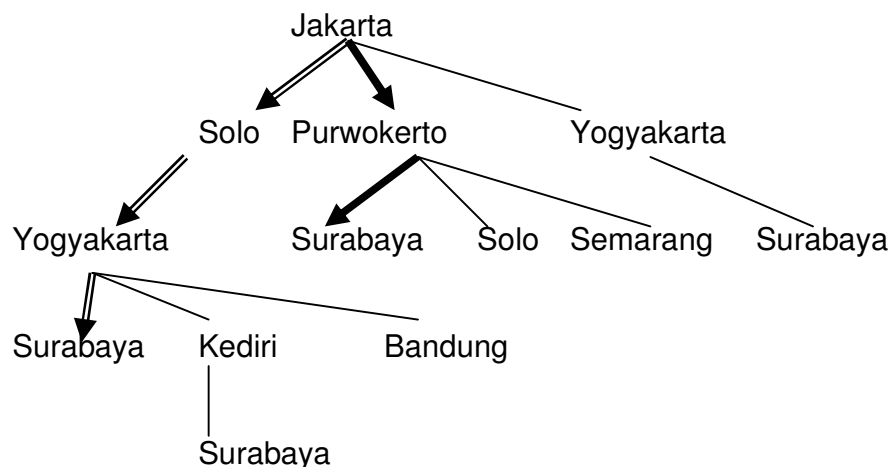 Jakarta
Solo Purwokerto Yogyakarta
Yogyakarta Surabaya Solo Semarang Surabaya
Surabaya Kediri Bandung
Surabaya